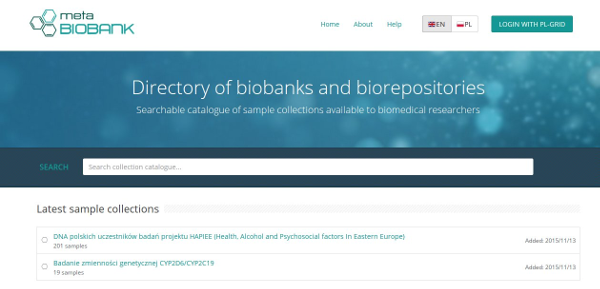 meta
BIOBANK
Home About Help EN PL LOGIN WITH PL-GRID
Directory of biobanks and biorepositories
Searchable catalogue of sample collections available to biomedical researchers
SEARCH Search collection catalogue...
Latest sample collections
DNA polskich uczestników badań projektu HAPIEE (Health, Alcohol and Psychosocial factors In Eastern Europe)
201 samples
Added: 2015/11/13
Badanie zmienności genetycznej CYP2D6/CYP2C19
19 samples
Added: 2015/11/13